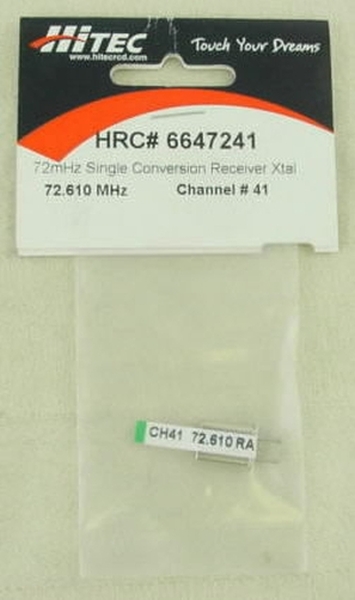 HiTEC
www.hitecrcd.com
Touch Your Dreams
HRC# 6647241
72mHz Single Conversion Receiver Xtal
72.610 MHz Channel # 41
CH41 72.610 RA